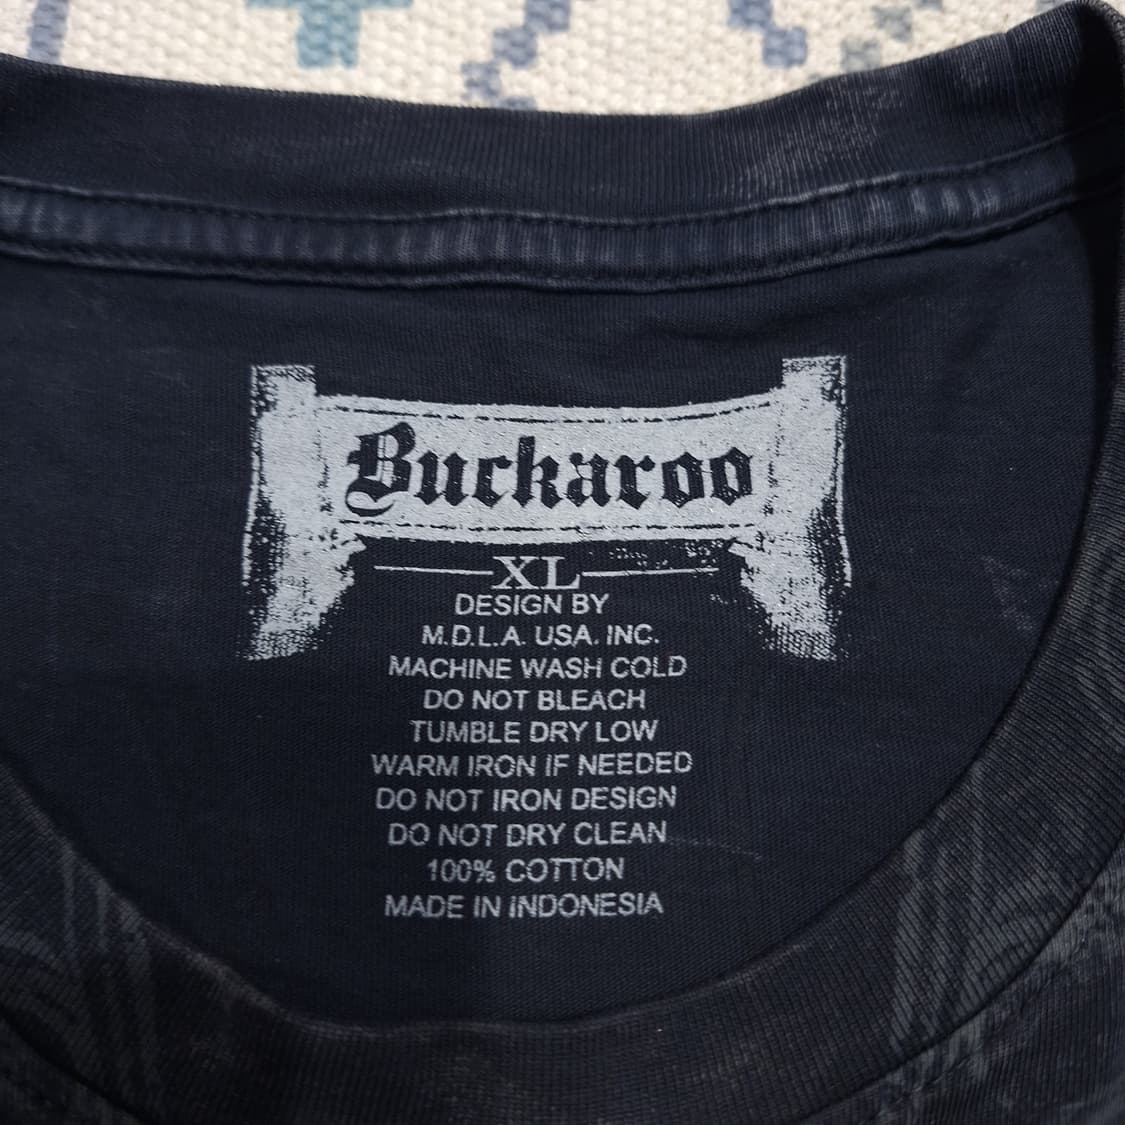 Buckaroo
XL
DESIGN BY
M.D.L.A. USA. INC.
MACHINE WASH COLD
DO NOT BLEACH
TUMBLE DRY LOW
WARM IRON IF NEEDED
DO NOT IRON DESIGN
DO NOT DRY CLEAN
100% COTTON
MADE IN INDONESIA